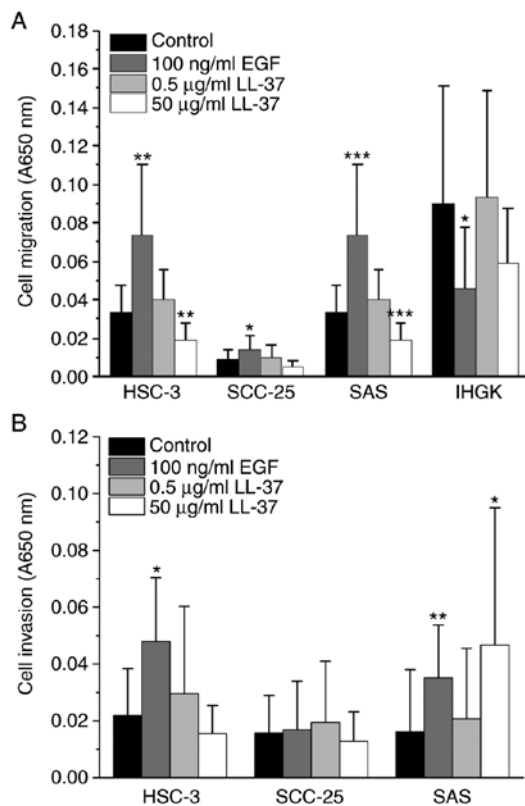 A
Control
100 ng/ml EGF
0.5 µg/ml LL-37
50 µg/ml LL-37
Cell migration (A650 nm)
0.18
0.16
0.14
0.12
0.10
0.08
0.06
0.04
0.02
0.00
** ** * *** *** *
HSC-3 SCC-25 SAS IHGK
B
Control
100 ng/ml EGF
0.5 µg/ml LL-37
50 µg/ml LL-37
Cell invasion (A650 nm)
0.12
0.10
0.08
0.06
0.04
0.02
0.00
* ** *
HSC-3 SCC-25 SAS